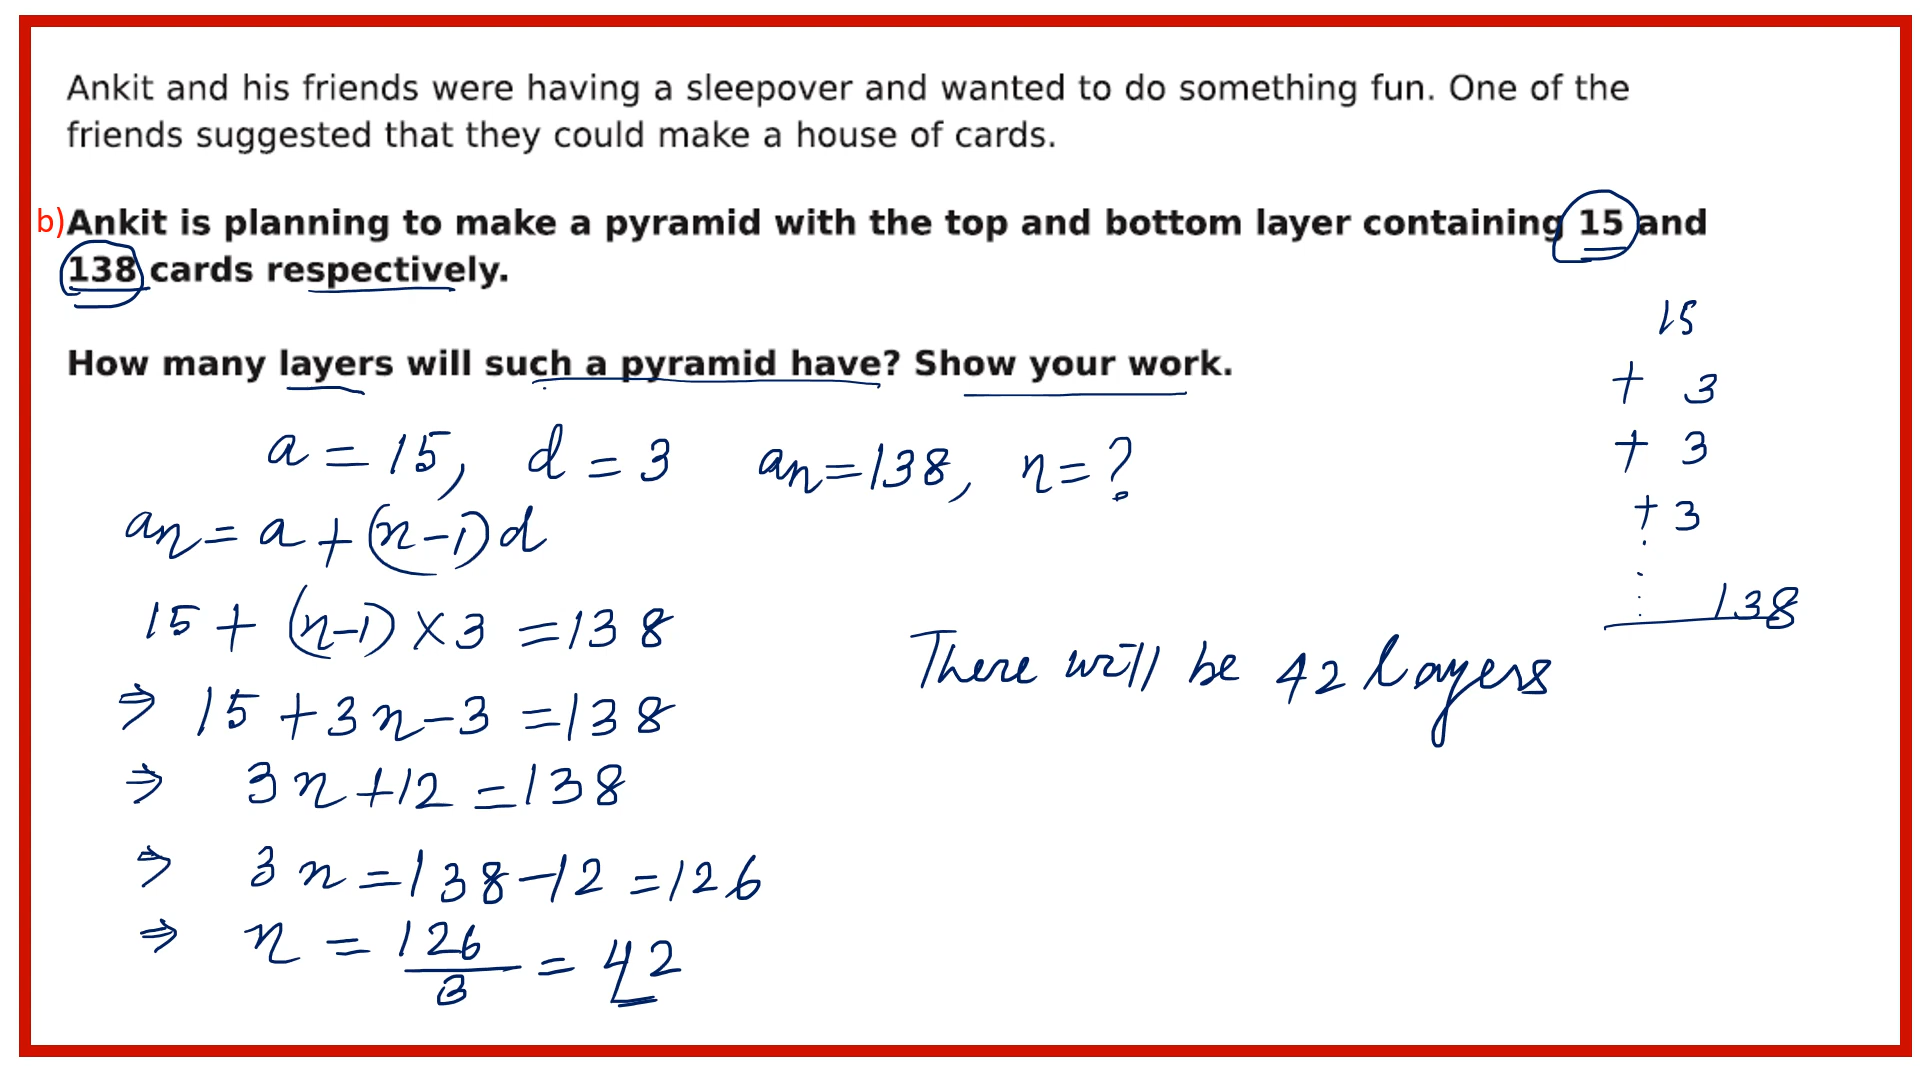 Ankit and his friends were having a sleepover and wanted to do something fun. One of the
friends suggested that they could make a house of cards.
b) Ankit is planning to make a pyramid with the top and bottom layer containing 15 and
138 cards respectively.
How many layers will such a pyramid have? Show your work.
a = 15, d = 3 an = 138, n = ?
an = a + (n-1) d
15 + (n-1) × 3 = 138
⇒ 15 + 3n - 3 = 138
⇒ 3n + 12 = 138
⇒ 3n = 138 - 12 = 126
⇒ n = 126/3 = 42
15
+ 3
+ 3
+ 3
138
There will be 42 layers